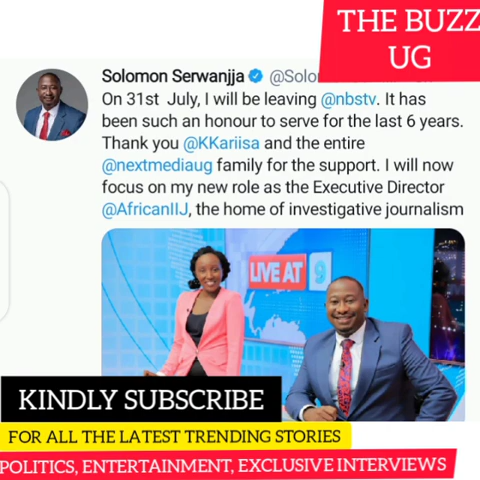 THE BUZZ
UG
Solomon Serwanjja @Solo
On 31st July, I will be leaving @nbstv. It has
been such an honour to serve for the last 6 years.
Thank you @KKariisa and the entire
@nextmediaug family for the support. I will now
focus on my new role as the Executive Director
@AfricanIIJ, the home of investigative journalism
LIVE AT 9
KINDLY SUBSCRIBE
FOR ALL THE LATEST TRENDING STORIES
POLITICS, ENTERTAINMENT, EXCLUSIVE INTERVIEWS